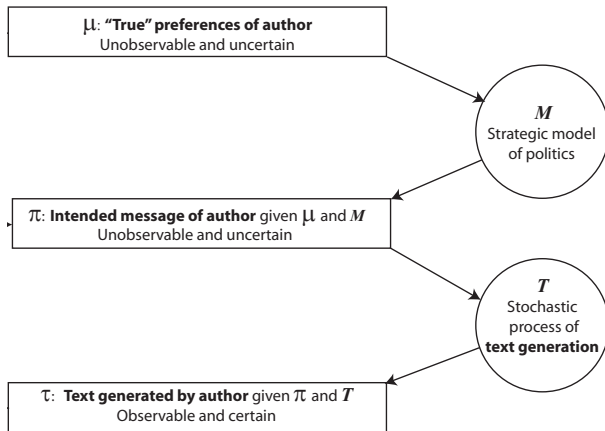 μ: “True” preferences of author
Unobservable and uncertain
M
Strategic model
of politics
π: Intended message of author given μ and M
Unobservable and uncertain
T
Stochastic
process of
text generation
τ: Text generated by author given π and T
Observable and certain